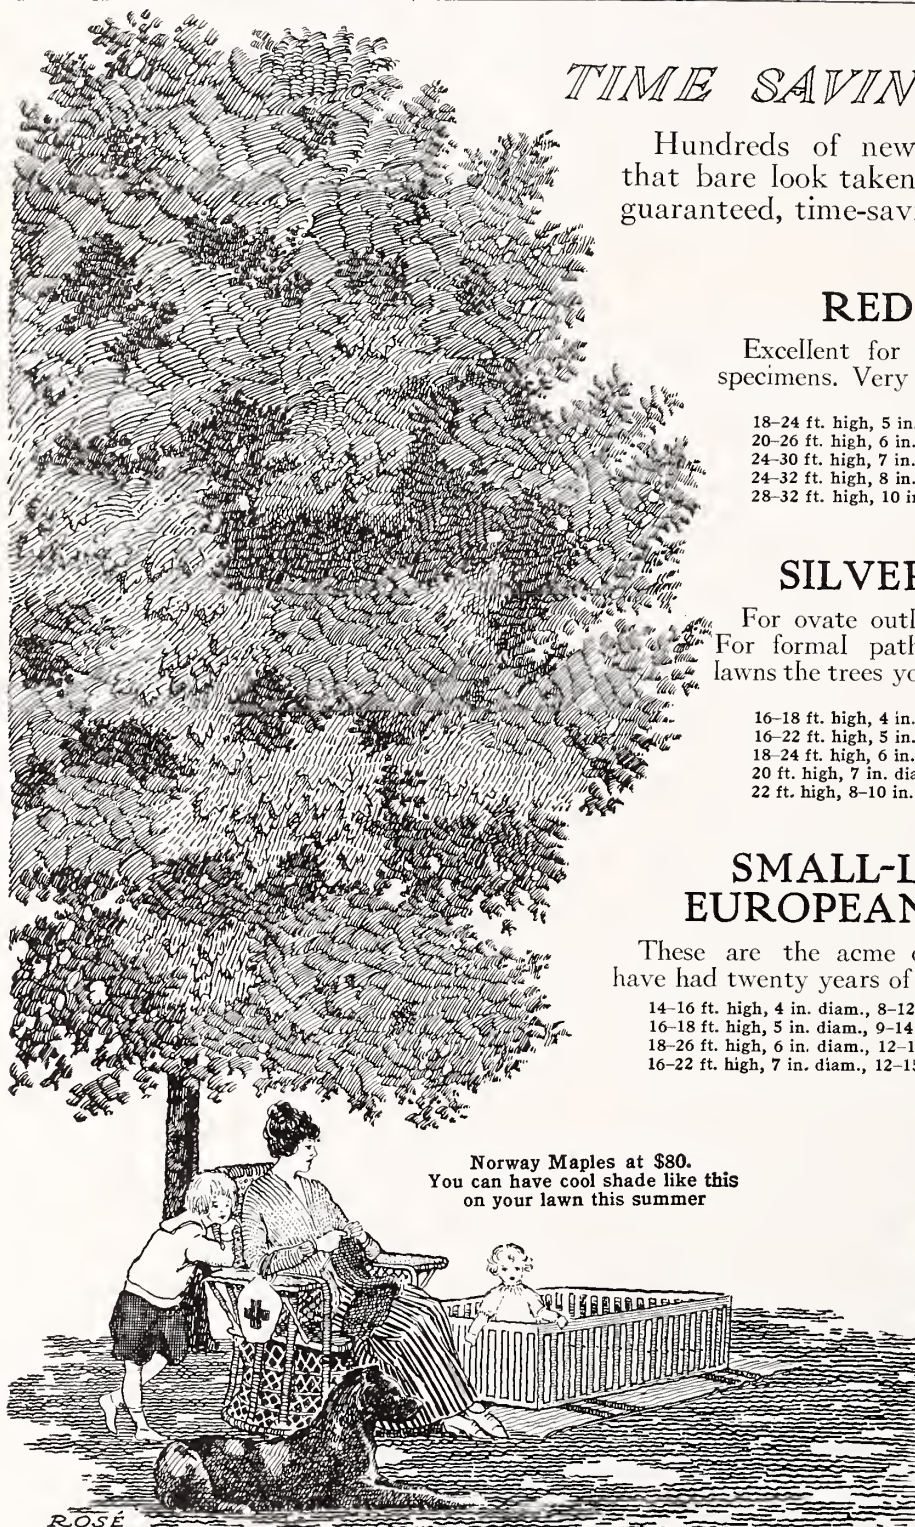 TIME SAVIN
Hundreds of new
that bare look taken
guaranteed, time-savi
RED
Excellent for
specimens. Very
18–24 ft. high, 5 in.
20–26 ft. high, 6 in.
24–30 ft. high, 7 in.
24–32 ft. high, 8 in.
28–32 ft. high, 10 in
SILVER
For ovate outl
For formal path
lawns the trees yo
16–18 ft. high, 4 in.
16–22 ft. high, 5 in.
18–24 ft. high, 6 in.
20 ft. high, 7 in. dia
22 ft. high, 8–10 in.
SMALL-L
EUROPEAN
These are the acme o
have had twenty years of
14–16 ft. high, 4 in. diam., 8–12
16–18 ft. high, 5 in. diam., 9–14
18–26 ft. high, 6 in. diam., 12–1
16–22 ft. high, 7 in. diam., 12–15
Norway Maples at $80.
You can have cool shade like this
on your lawn this summer
ROSÉ